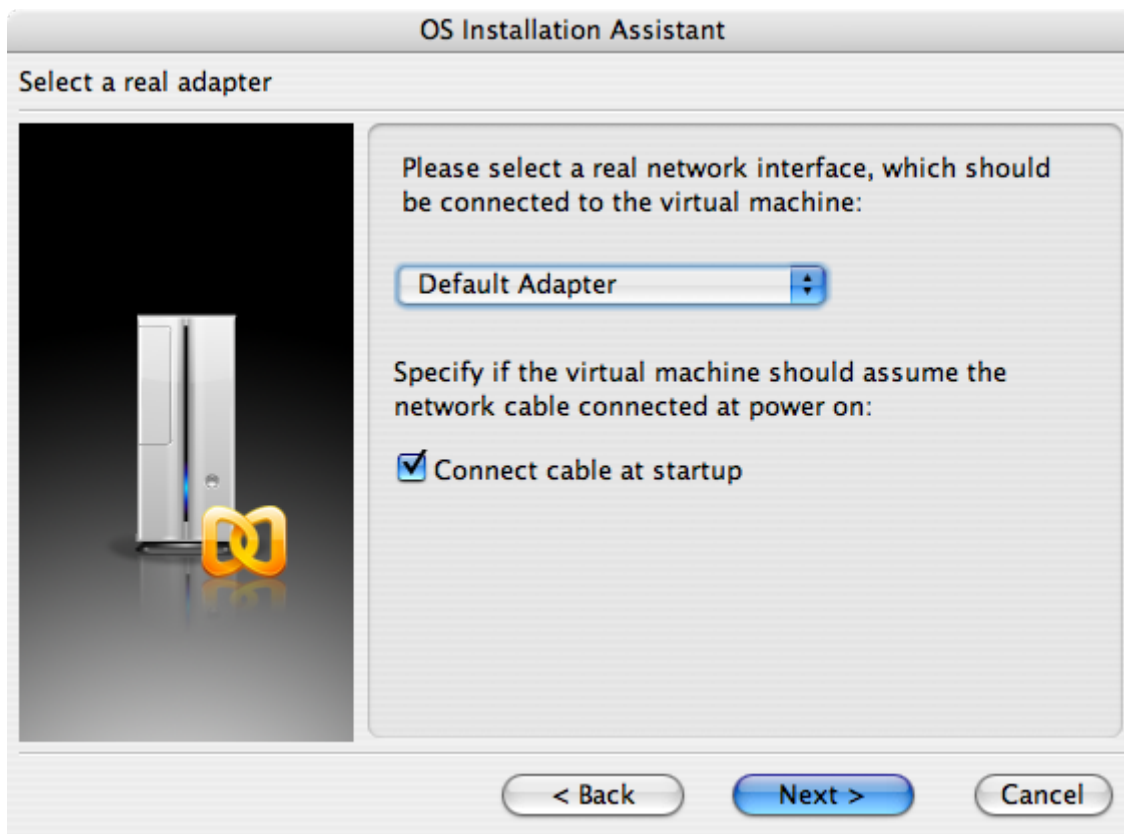 OS Installation Assistant
Select a real adapter
Please select a real network interface, which should
be connected to the virtual machine:
Default Adapter
Specify if the virtual machine should assume the
network cable connected at power on:
Connect cable at startup
< Back
Next >
Cancel